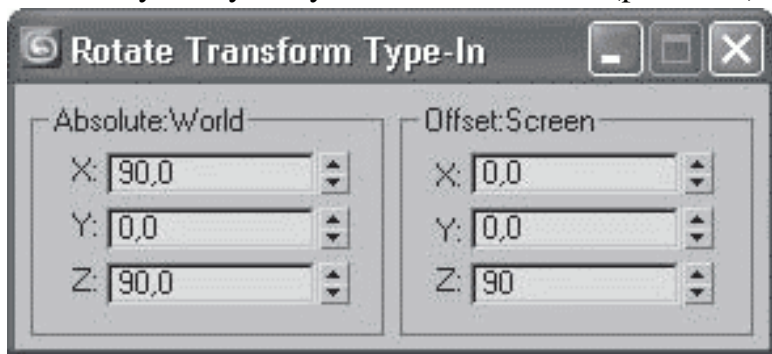 Rotate Transform Type-In
Absolute:World
Offset:Screen
X: 90,0
X: 0,0
Y: 0,0
Y: 0,0
Z: 90,0
Z: 90